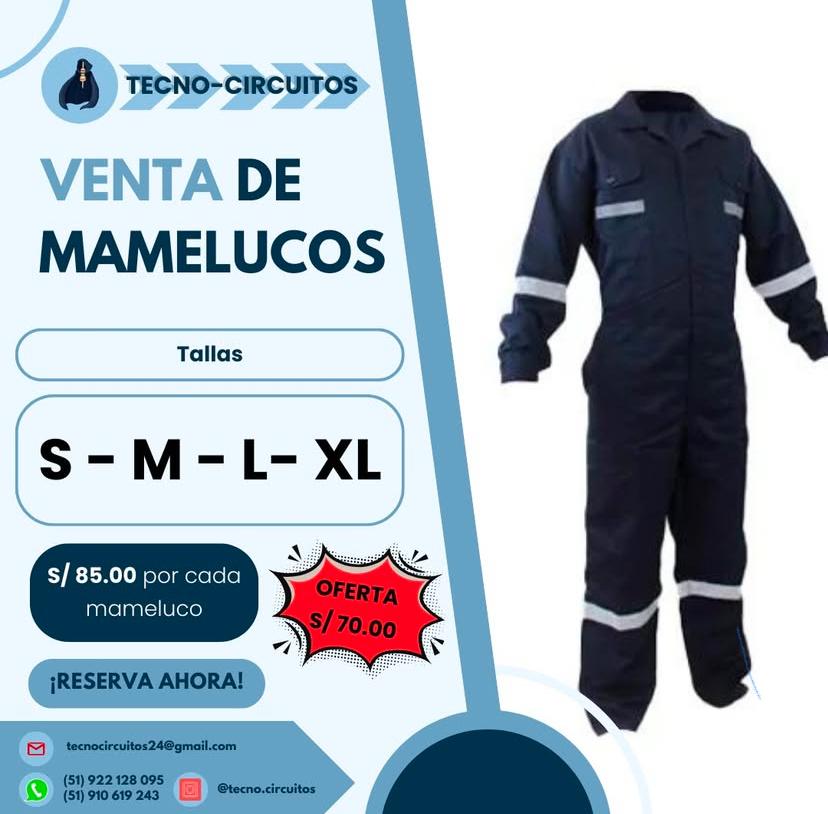 TECNO-CIRCUITOS
VENTA DE
MAMELUCOS
Tallas
S - M - L- XL
S/ 85.00 por cada
mameluco
OFERTA
S/ 70.00
¡RESERVA AHORA!
tecnocircuitos24@gmail.com
(51) 922 128 095
(51) 910 619 243
@tecno.circuitos